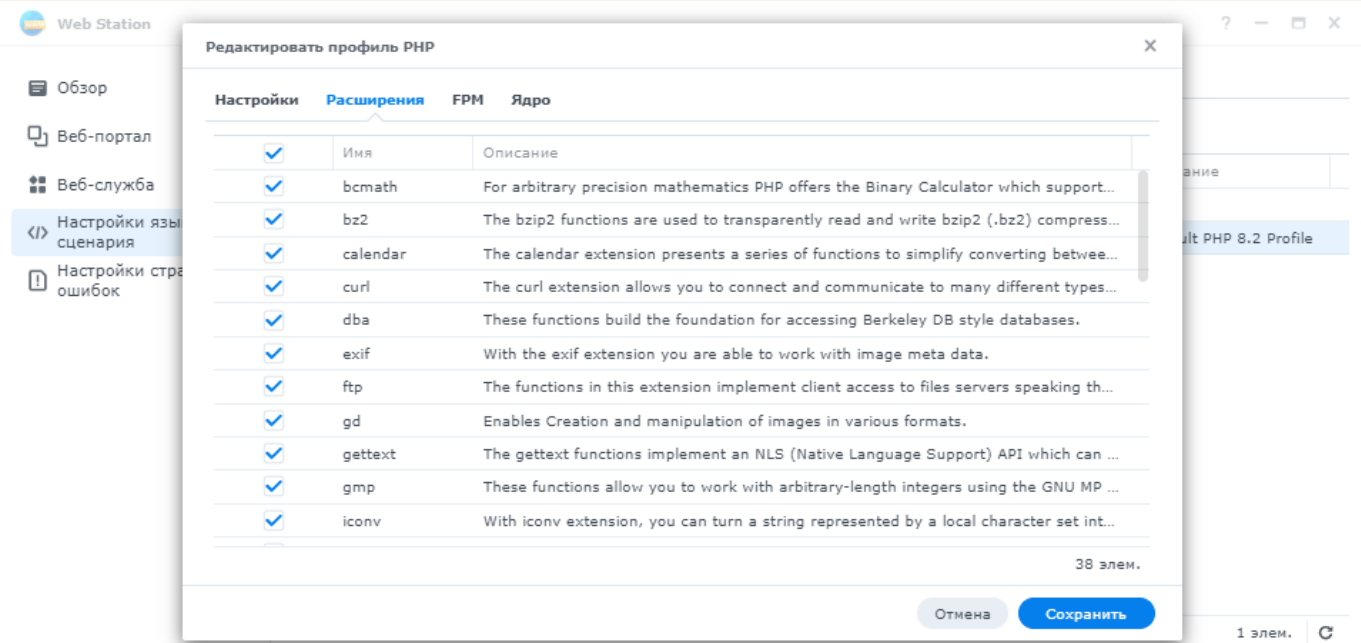 Web Station
Редактировать профиль PHP
Обзор
Веб-портал
Веб-служба
Настройки язы
сценария
Настройки стра
ошибок
Настройки Расширения FPM Ядро
Имя Описание
bcmath For arbitrary precision mathematics PHP offers the Binary Calculator which support...
bz2 The bzip2 functions are used to transparently read and write bzip2 (.bz2) compress...
calendar The calendar extension presents a series of functions to simplify converting betwee...
curl The curl extension allows you to connect and communicate to many different types...
dba These functions build the foundation for accessing Berkeley DB style databases.
exif With the exif extension you are able to work with image meta data.
ftp The functions in this extension implement client access to files servers speaking th...
gd Enables Creation and manipulation of images in various formats.
gettext The gettext functions implement an NLS (Native Language Support) API which can ...
gmp These functions allow you to work with arbitrary-length integers using the GNU MP ...
iconv With iconv extension, you can turn a string represented by a local character set int...
38 элем.
Отмена Сохранить
ание
ult PHP 8.2 Profile
1 элем.